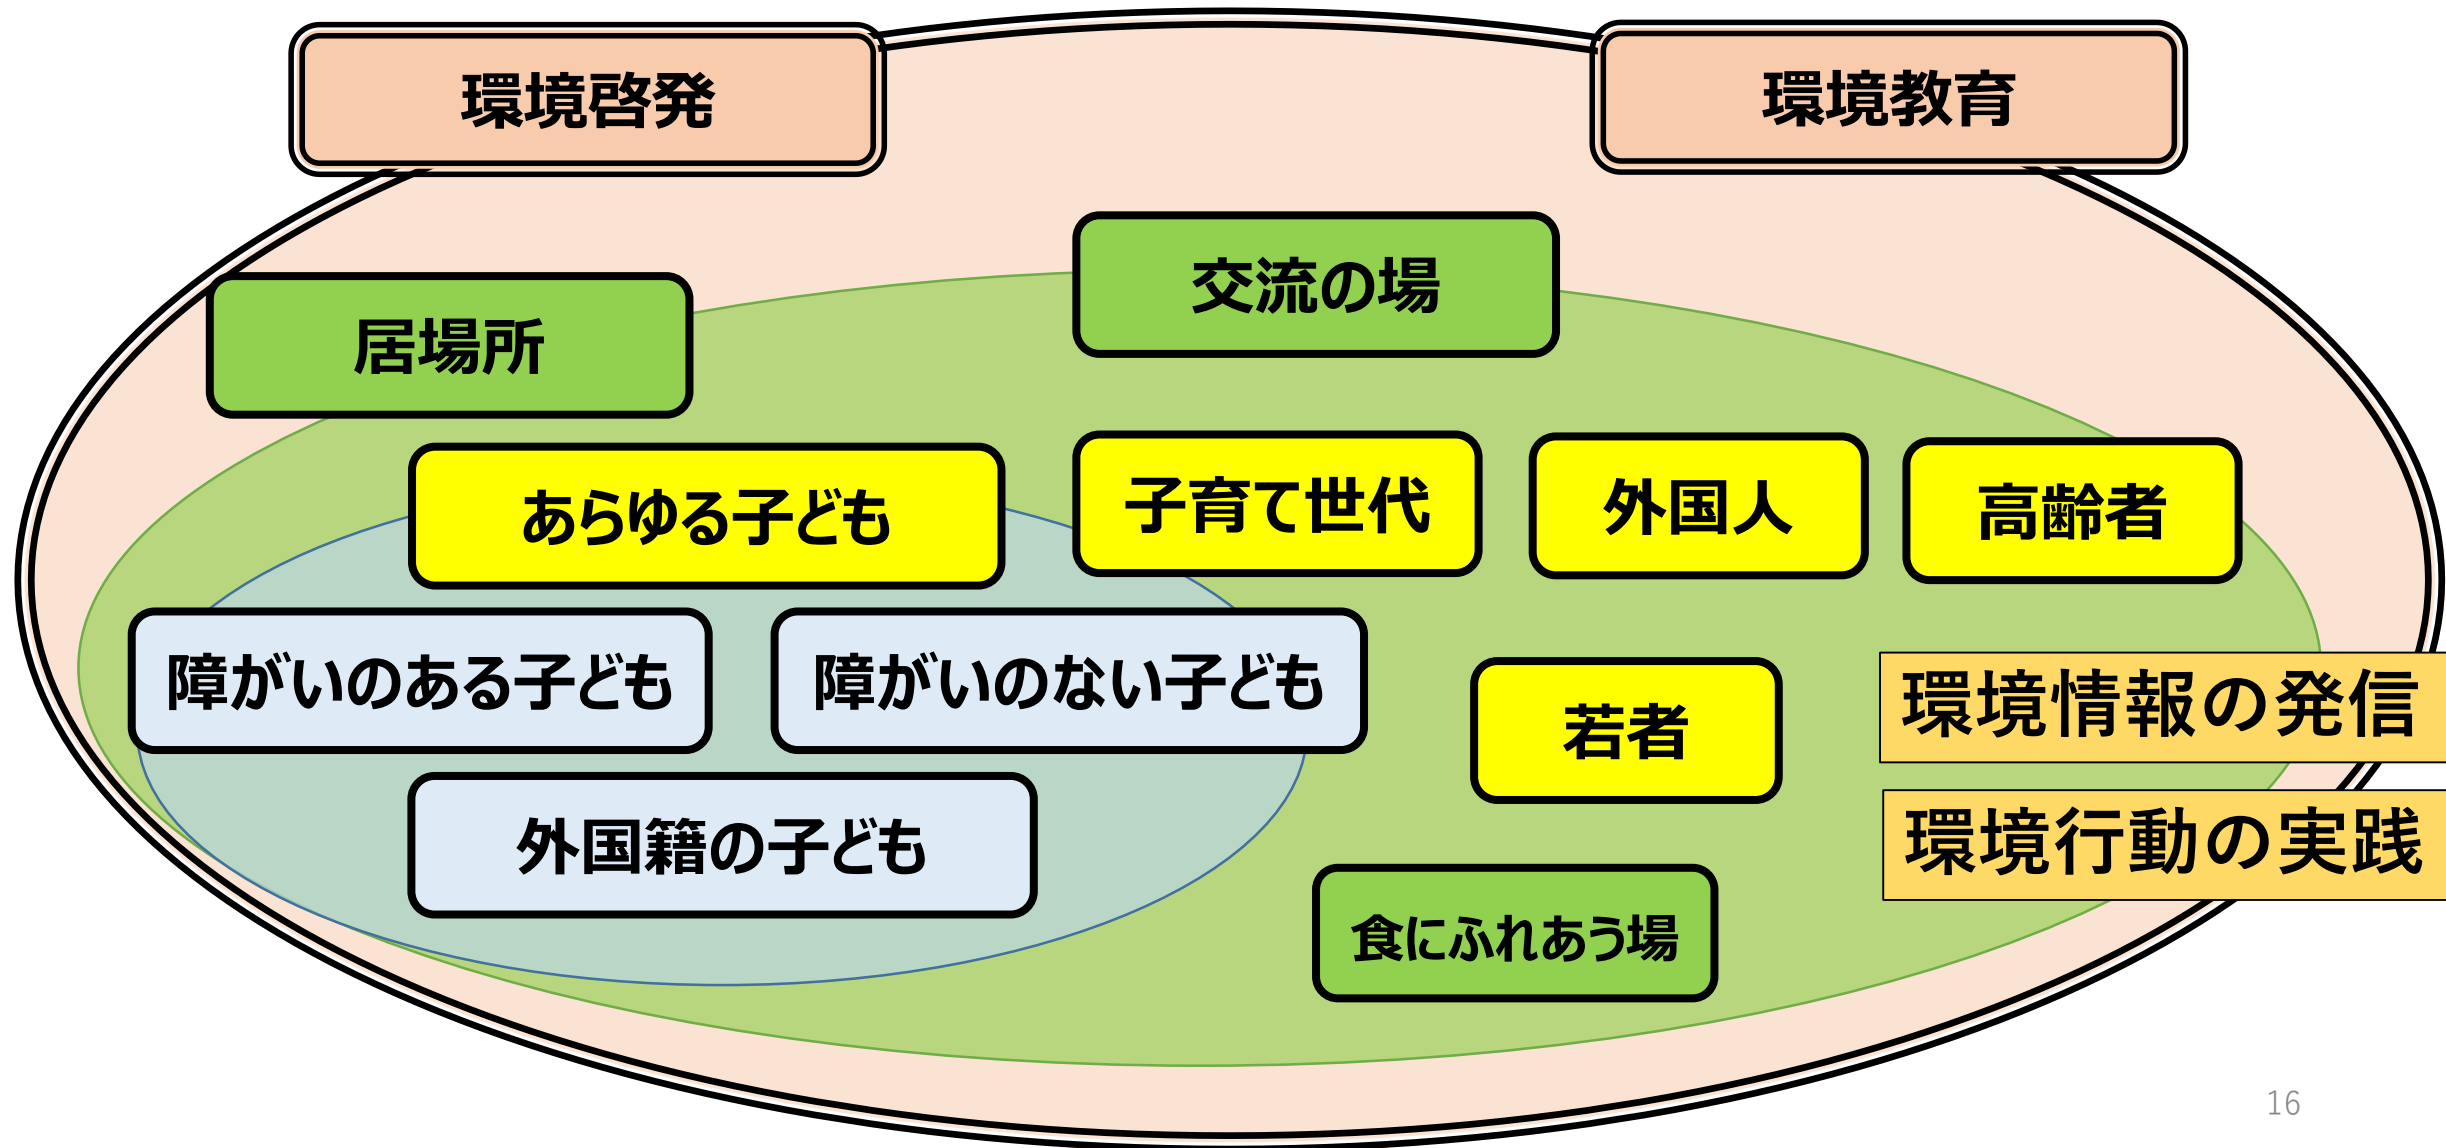 環境啓発
環境教育
交流の場
居場所
あらゆる子ども
子育て世代
外国人
高齢者
障がいのある子ども
障がいのない子ども
若者
環境情報の発信
外国籍の子ども
環境行動の実践
食にふれあう場
16